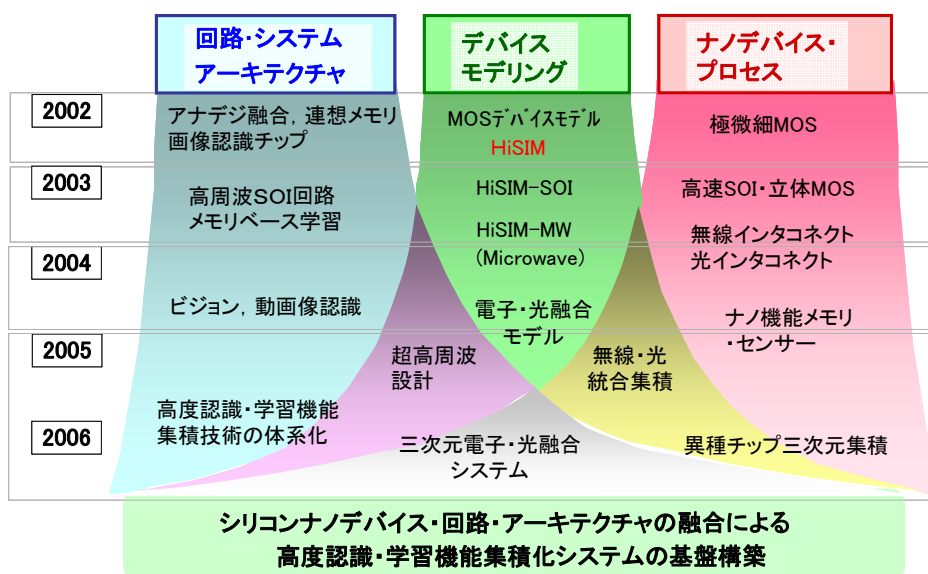 回路・システム
アーキテクチャ
デバイス
モデリング
ナノデバイス・
プロセス
2002
アナデジ融合，連想メモリ
画像認識チップ
MOSﾃﾞﾊﾞｲｽﾓﾃﾞﾙ
HiSIM
極微細MOS
2003
高周波ＳＯＩ回路
メモリベース学習
HiSIM-SOI
HiSIM-MW
(Microwave)
高速SOI・立体MOS
無線インタコネクト
光インタコネクト
2004
ビジョン，動画像認識
電子・光融合
モデル
ナノ機能メモリ
・センサー
2005
超高周波
設計
無線・光
統合集積
2006
高度認識・学習機能
集積技術の体系化
三次元電子・光融合
システム
異種チップ三次元集積
シリコンナノデバイス・回路・アーキテクチャの融合による
高度認識・学習機能集積化システムの基盤構築